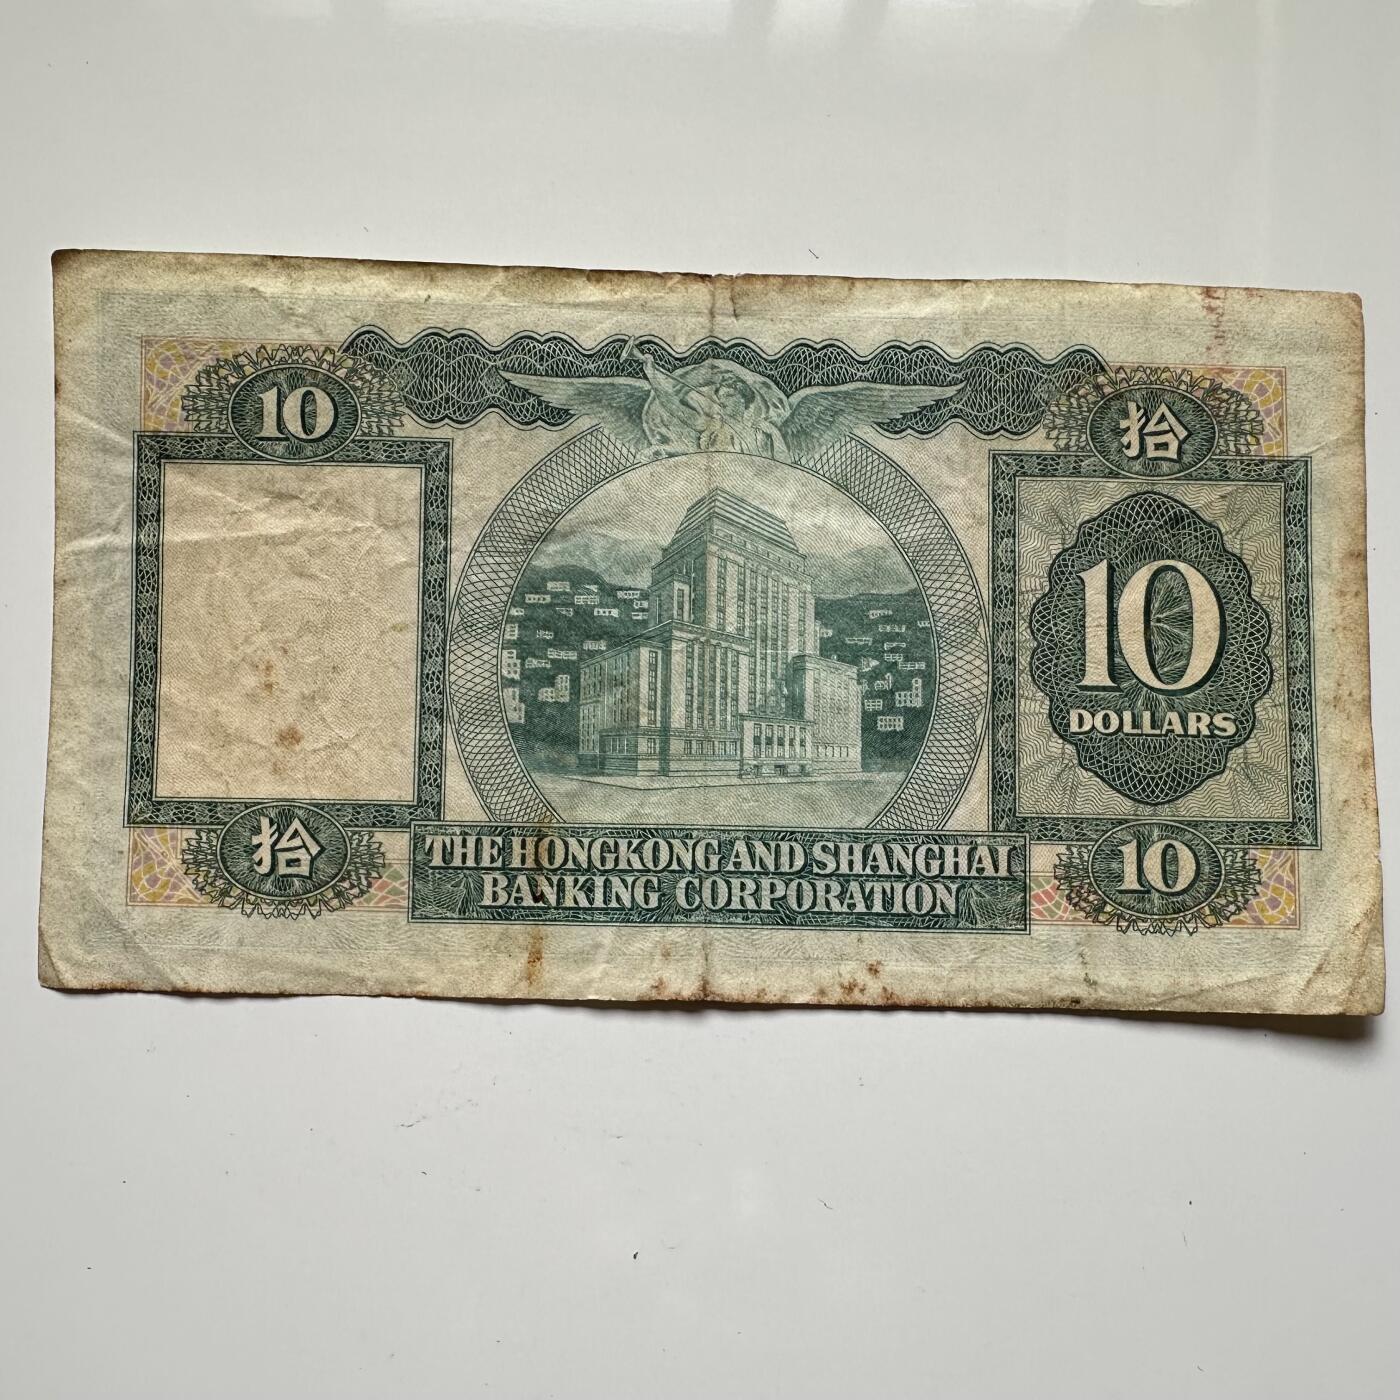 10
拾
10
DOLLARS
拾
10
THE HONGKONG AND SHANGHAI
BANKING CORPORATION